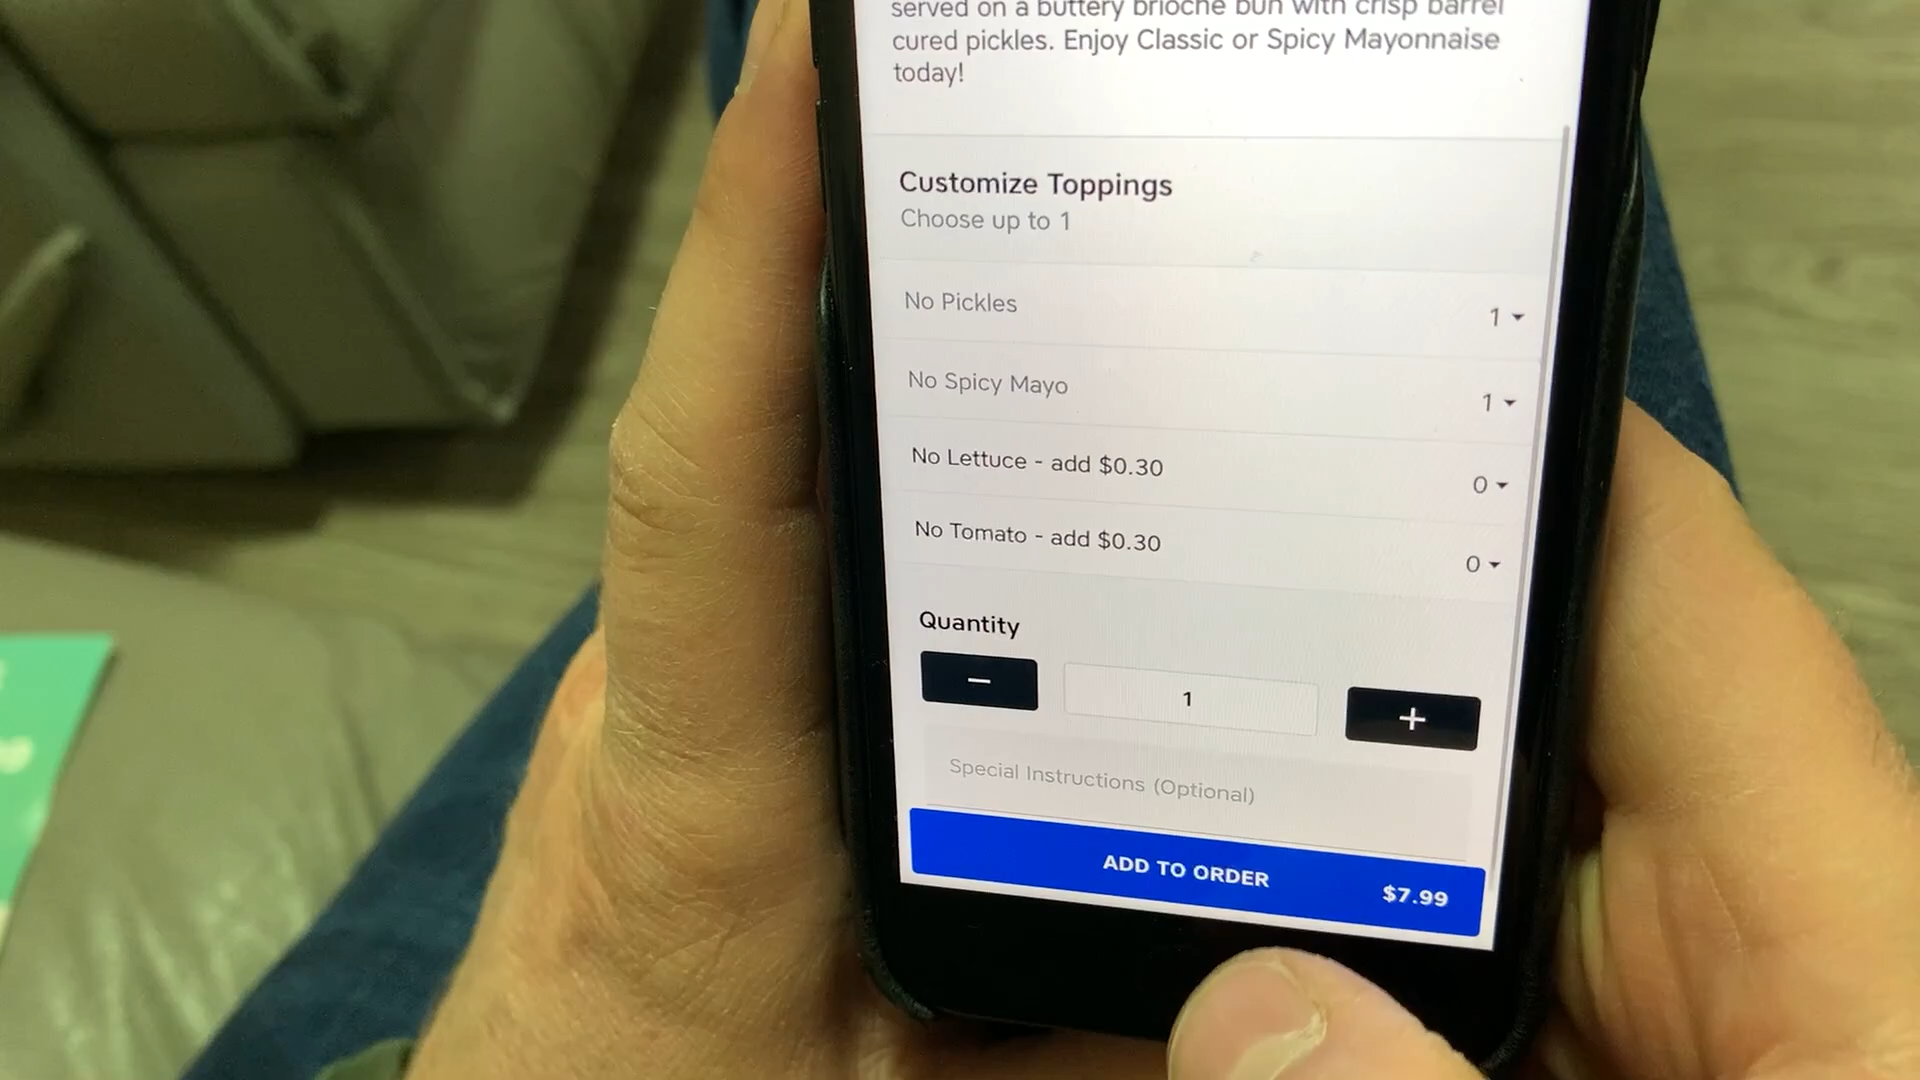 served on a buttery brioche bun with crisp barrel
cured pickles. Enjoy Classic or Spicy Mayonnaise
today!
Customize Toppings
Choose up to 1
No Pickles 1
No Spicy Mayo 1
No Lettuce - add $0.30 0
No Tomato - add $0.30 0
Quantity
− 1 +
Special Instructions (Optional)
ADD TO ORDER $7.99